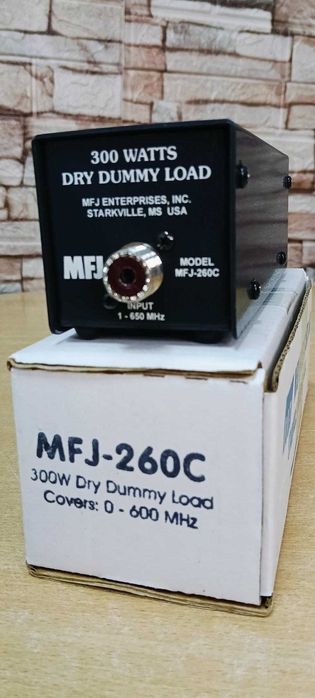 300 WATTS
DRY DUMMY LOAD
MFJ ENTERPRISES, INC.
STARKVILLE, MS USA
MFJ
MODEL
MFJ-260C
INPUT
1 - 650 MHz
MFJ-260C
300W Dry Dummy Load
Covers: 0 - 600 MHz